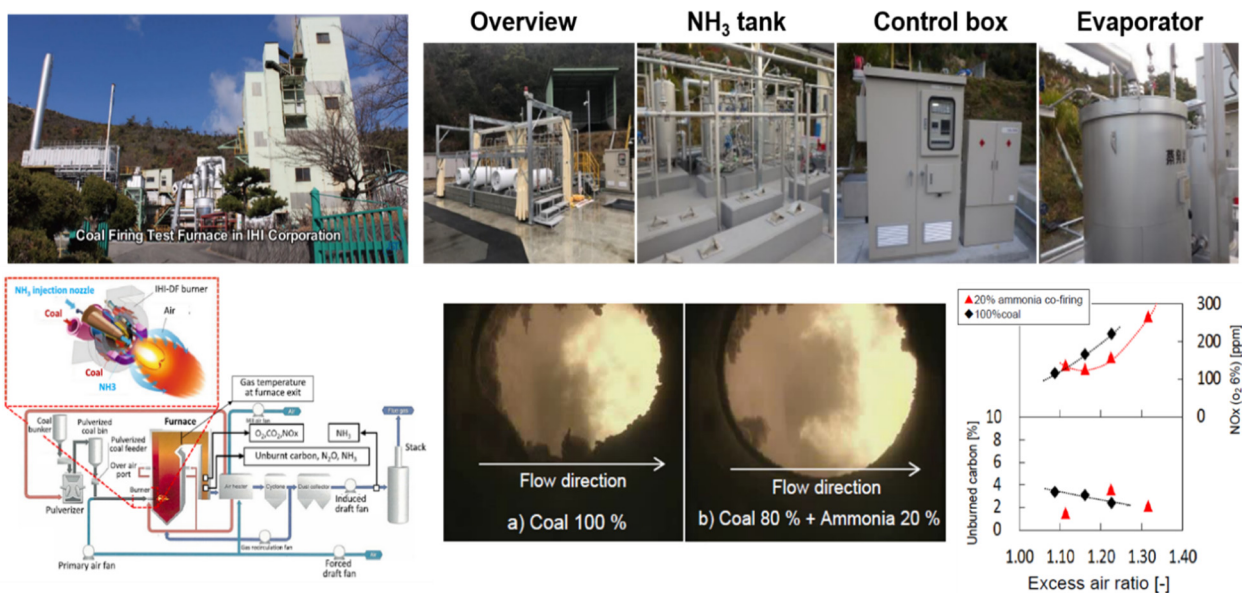 Overview
NH₃ tank
Control box
Evaporator
Coal Firing Test Furnace in IHI Corporation
NH₃ injection nozzle
IHI-DF burner
Coal
Air
Coal
NH3
Gas temperature
at furnace exit
Coal
bunker
Pulverized
coal bin
Furnace
Air
Flue gas
Pulverized
coal feeder
O₂,CO₂,NOx
NH₃
Stack
Over air
port
Unburnt carbon, N₂O, NH₃
Burner
Air heater
Cyclone
Dust collector
Pulverizer
Induced
draft fan
Gas recirculation fan
Primary air fan
Forced
draft fan
Air
Flow direction
a) Coal 100 %
Flow direction
b) Coal 80 % + Ammonia 20 %
20% ammonia co-firing
100%coal
300
200
100
0
NOx (o₂ 6%) [ppm]
10
8
6
4
2
0
Unburned carbon [%]
1.00 1.10 1.20 1.30 1.40
Excess air ratio [-]